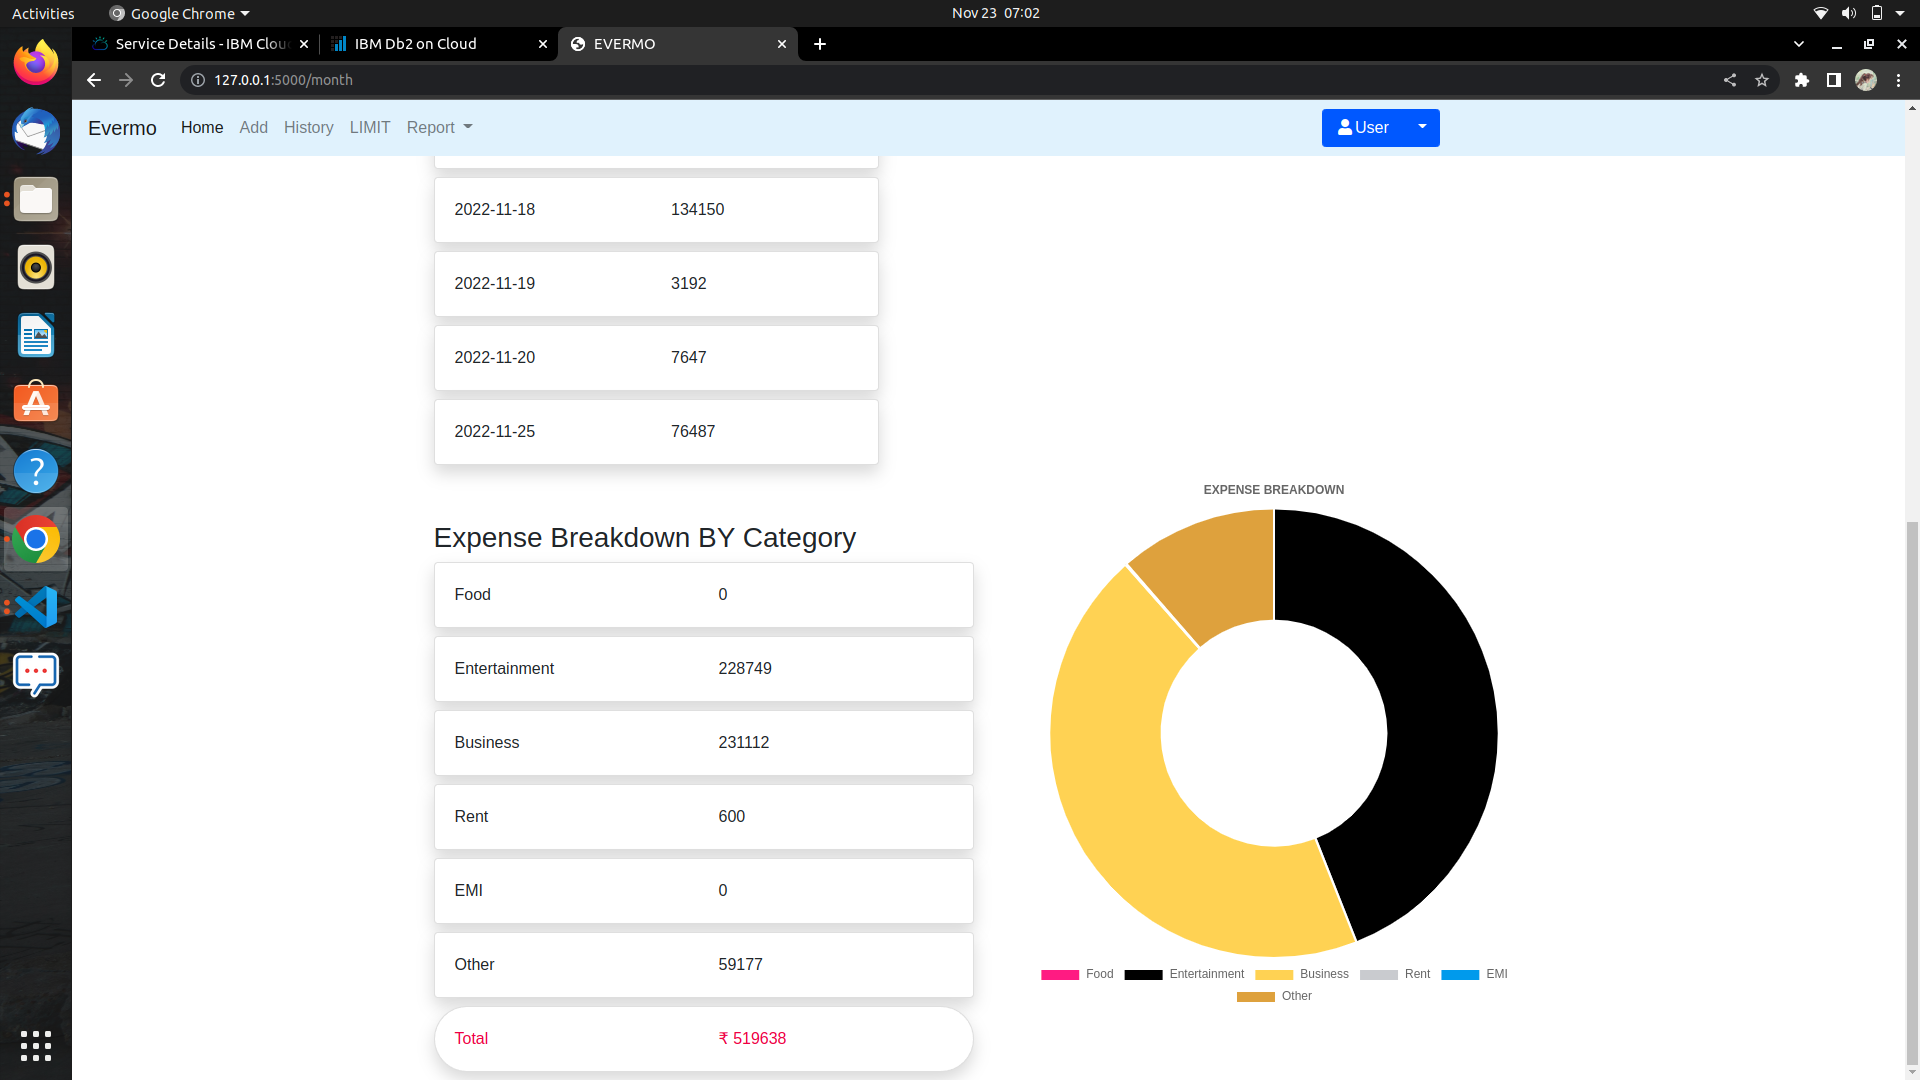 Activities Google Chrome Nov 23 07:02
Service Details - IBM Clou IBM Db2 on Cloud EVERMO
127.0.0.1:5000/month
Evermo Home Add History LIMIT Report User
2022-11-18 134150
2022-11-19 3192
2022-11-20 7647
2022-11-25 76487
EXPENSE BREAKDOWN
Expense Breakdown BY Category
Food 0
Entertainment 228749
Business 231112
Rent 600
EMI 0
Other 59177
Total ₹ 519638
Food Entertainment Business Rent EMI
Other